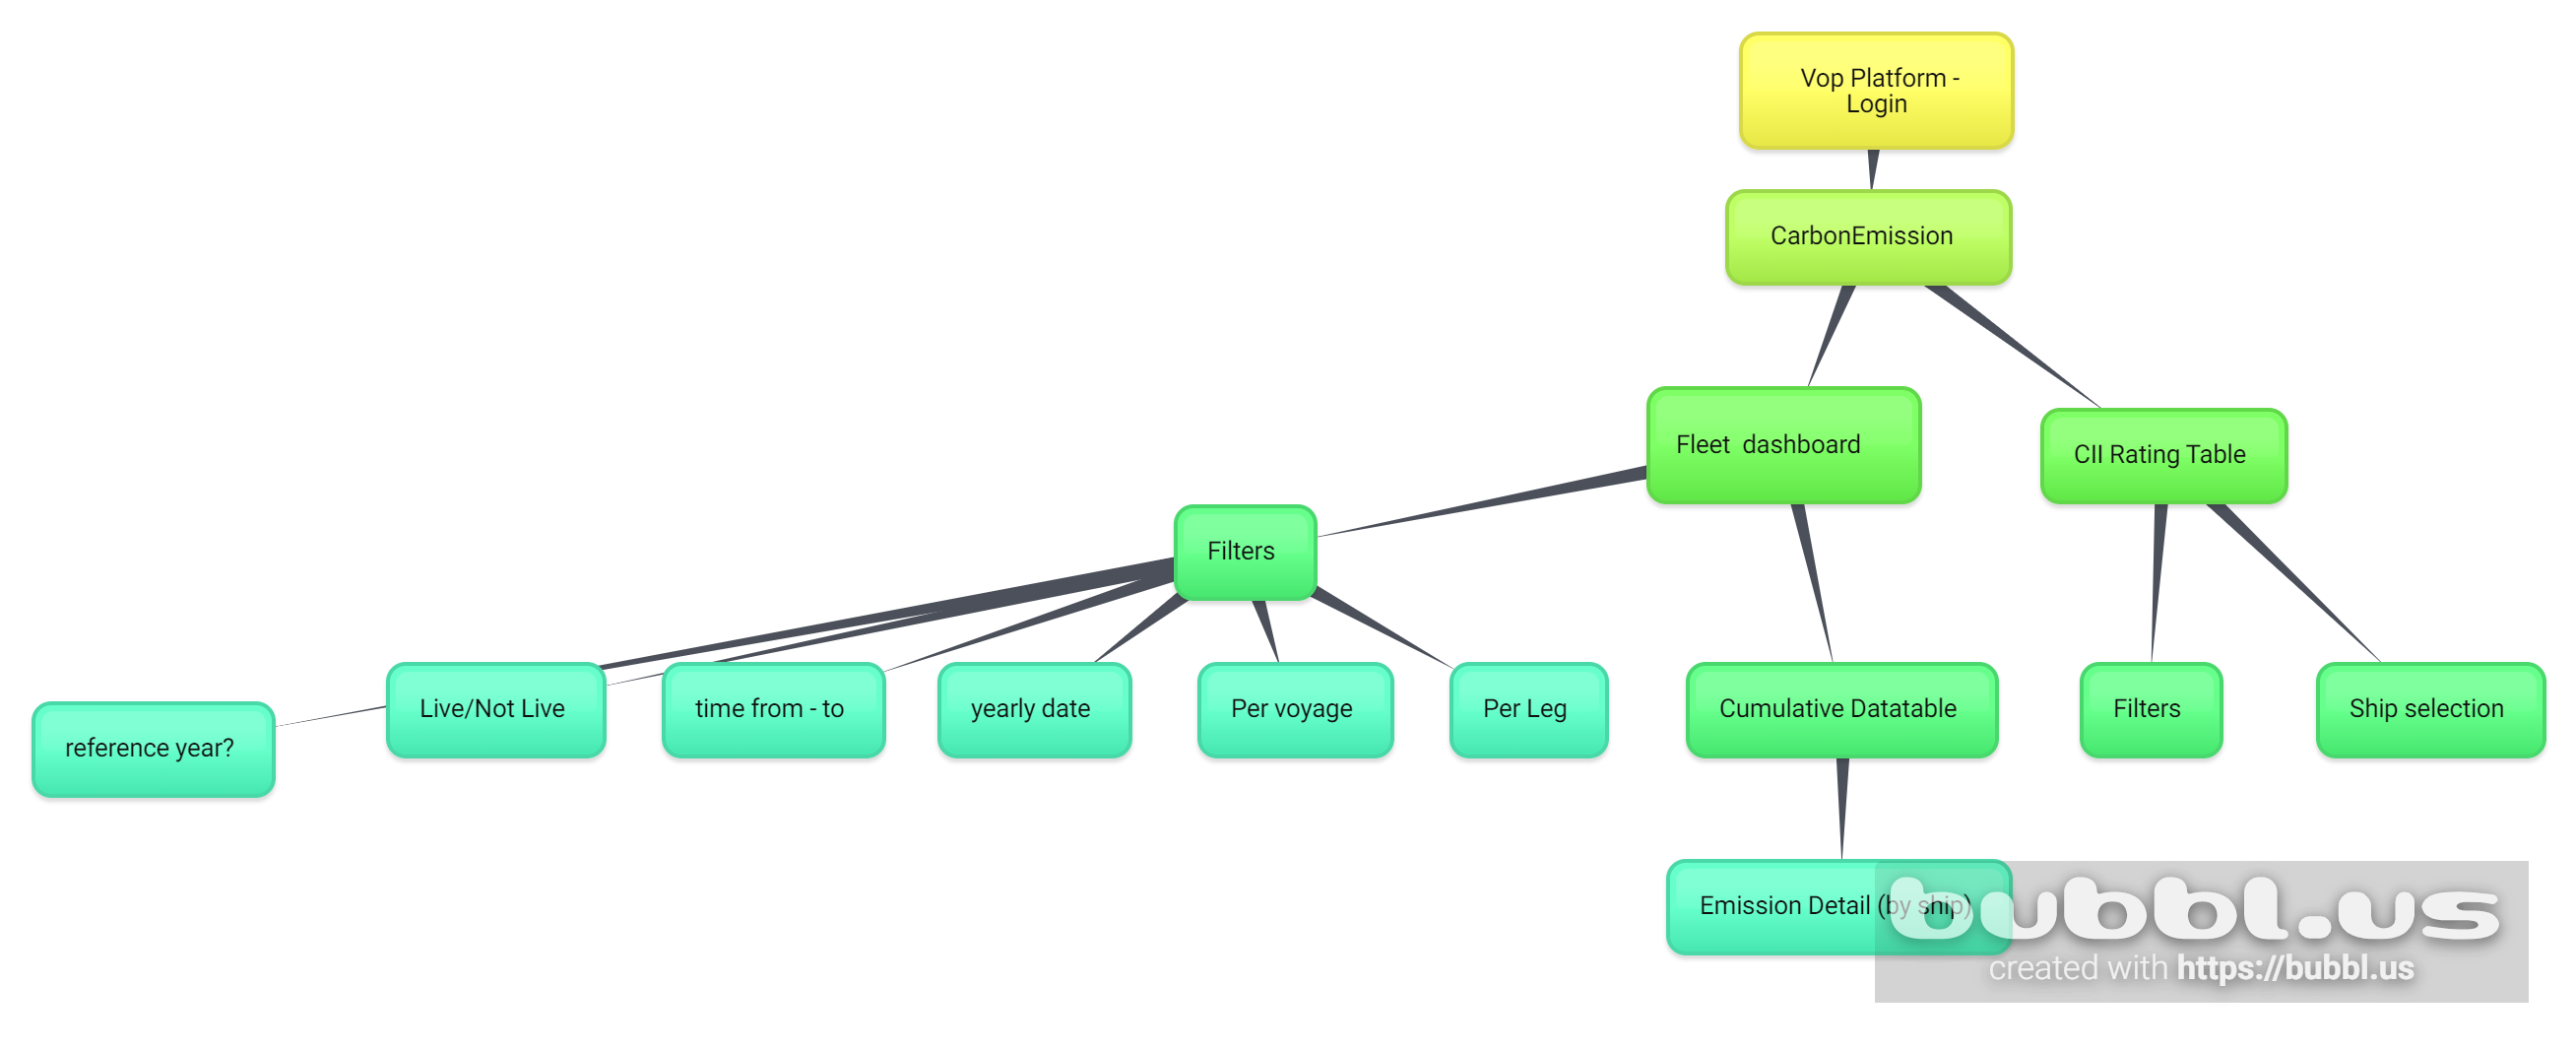 Vop Platform -
Login
CarbonEmission
Fleet  dashboard
CII Rating Table
Filters
reference year?
Live/Not Live
time from - to
yearly date
Per voyage
Per Leg
Cumulative Datatable
Filters
Ship selection
Emission Detail (by ship)
bubbl.us
created with https://bubbl.us